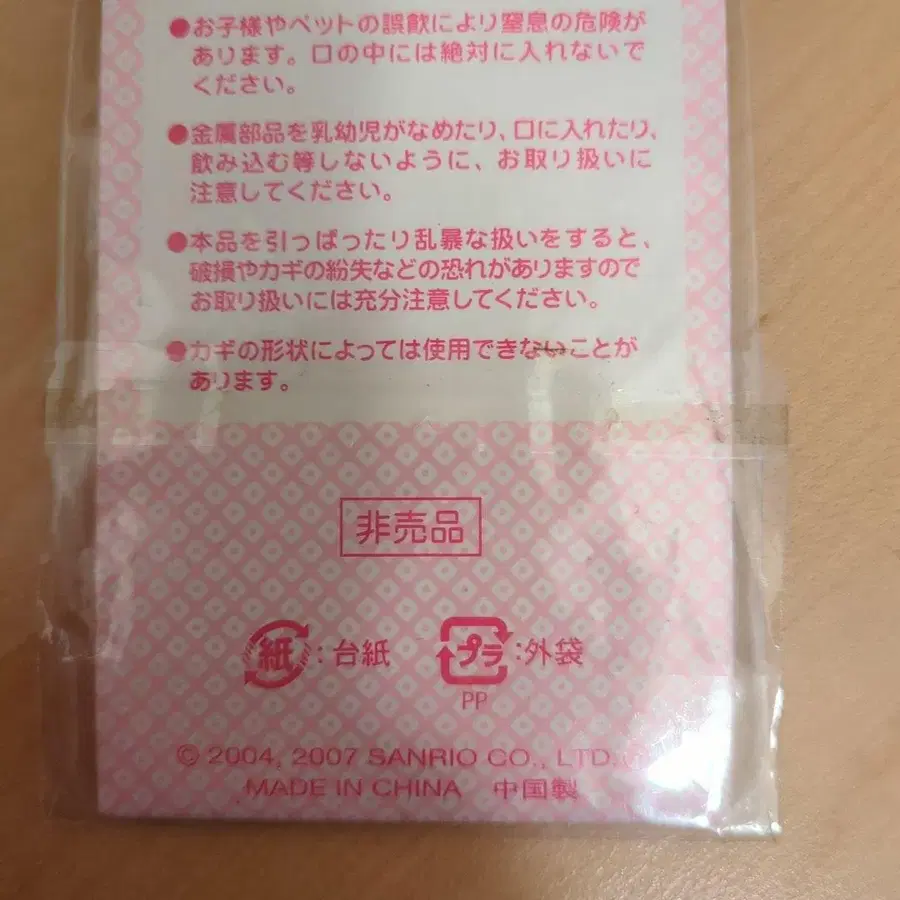 ●お子様やペットの誤飲により窒息の危険が
あります。口の中には絶対に入れないで
ください。
●金属部品を乳幼児がなめたり、口に入れたり、
飲み込む等しないように、お取り扱いに
注意してください。
●本品を引っぱったり乱暴な扱いをすると、
破損やカギの紛失などの恐れがありますので
お取り扱いには充分注意してください。
●カギの形状によっては使用できないことが
あります。
非売品
紙:台紙 プラ:外袋
PP
© 2004, 2007 SANRIO CO., LTD.
MADE IN CHINA 中国製